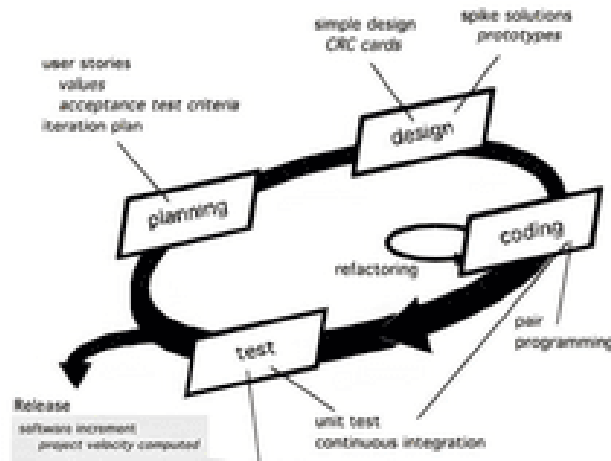 simple design
CRC cards
spike solutions
prototypes
user stories
values
acceptance test criteria
iteration plan
design
planning
coding
refactoring
pair
programming
test
unit test
continuous integration
Release
software increment
project velocity computed